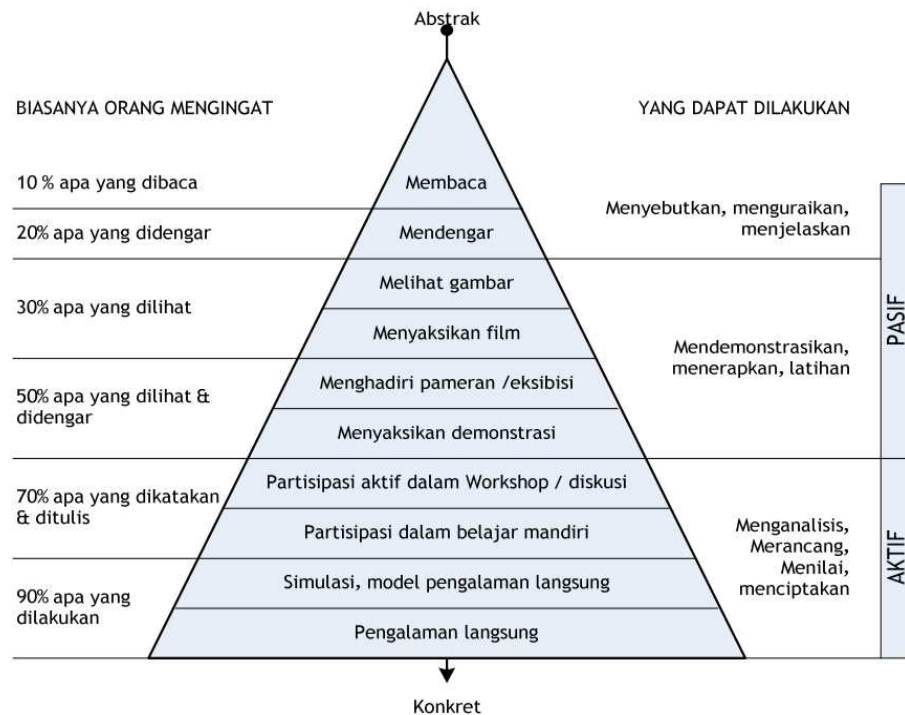 Abstrak
BIASANYA ORANG MENGINGAT
YANG DAPAT DILAKUKAN
10 % apa yang dibaca
20% apa yang didengar
30% apa yang dilihat
50% apa yang dilihat &
didengar
70% apa yang dikatakan
& ditulis
90% apa yang
dilakukan
Membaca
Mendengar
Melihat gambar
Menyaksikan film
Menghadiri pameran /eksibisi
Menyaksikan demonstrasi
Partisipasi aktif dalam Workshop / diskusi
Partisipasi dalam belajar mandiri
Simulasi, model pengalaman langsung
Pengalaman langsung
Menyebutkan, menguraikan,
menjelaskan
Mendemonstrasikan,
menerapkan, latihan
Menganalisis,
Merancang,
Menilai,
menciptakan
PASIF
AKTIF
Konkret